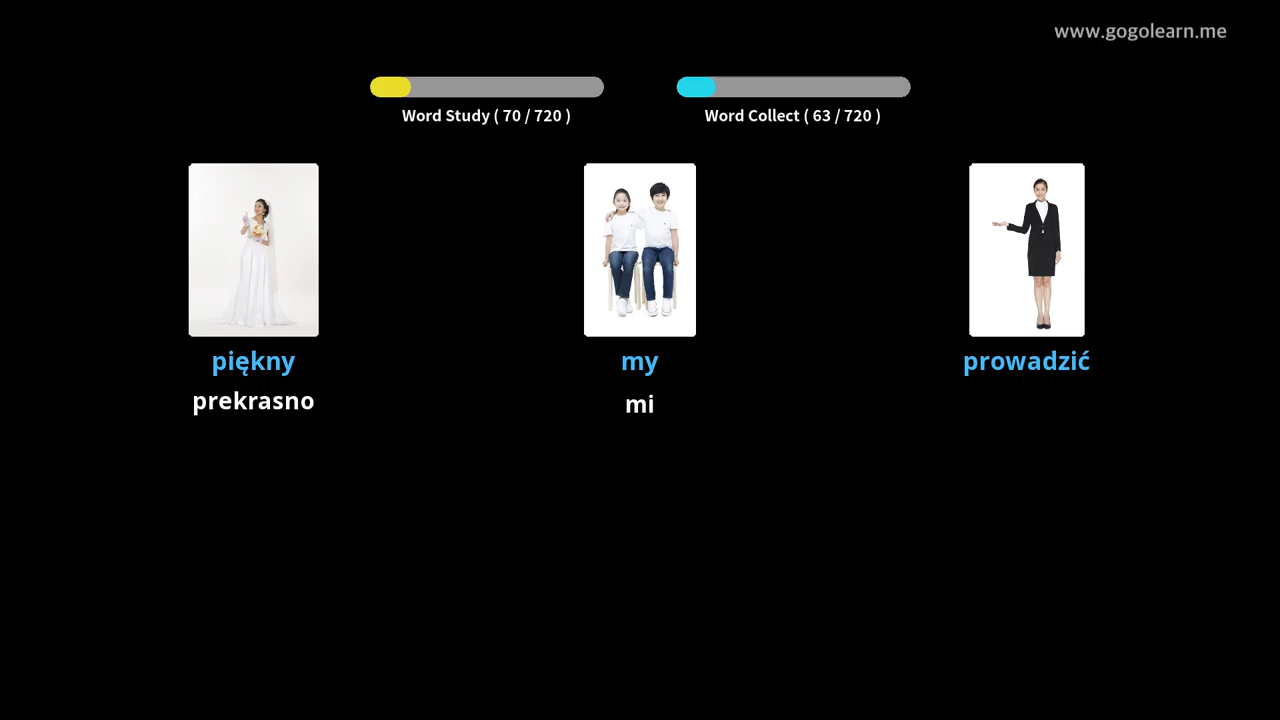 www.gogolearn.me
Word Study ( 70 / 720 )
Word Collect ( 63 / 720 )
piękny
my
prowadzić
prekrasno
mi